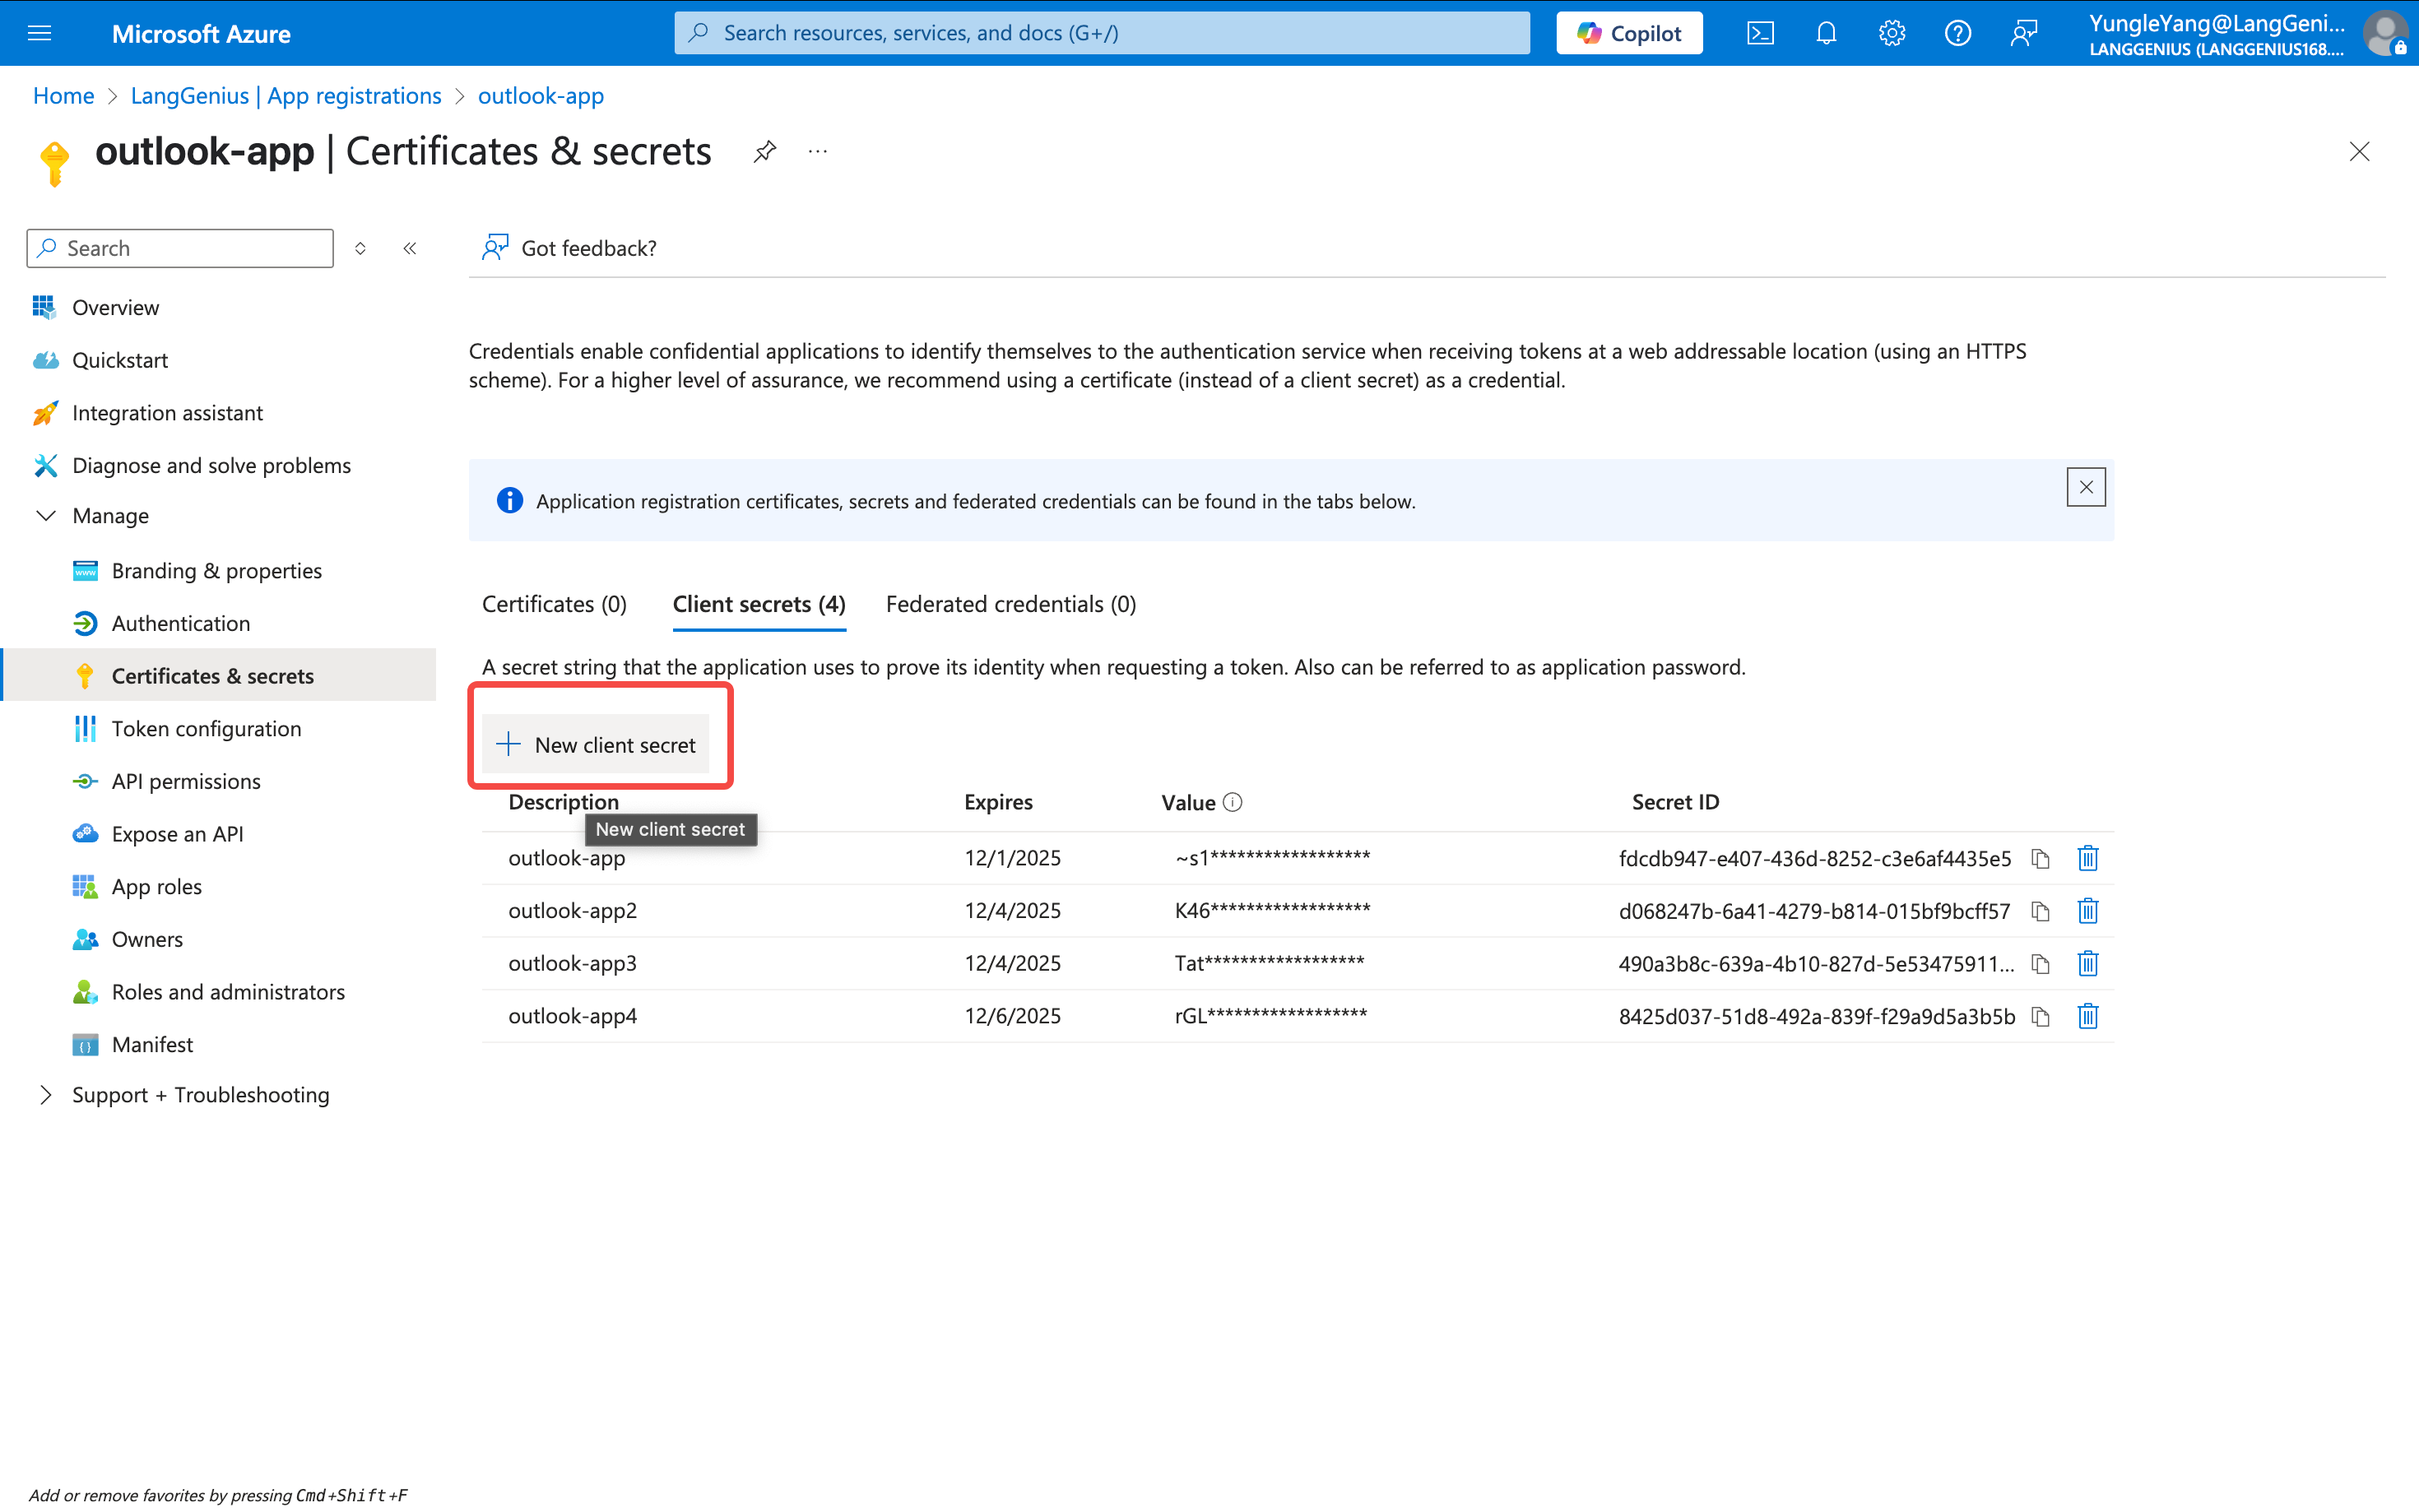 Microsoft Azure
Search resources, services, and docs (G+/)
Copilot
YungleYang@LangGeni...
LANGGENIUS (LANGGENIUS168....
Home > LangGenius | App registrations > outlook-app
outlook-app | Certificates & secrets
...
Search
Got feedback?
Overview
Quickstart
Integration assistant
Diagnose and solve problems
Manage
Branding & properties
Authentication
Certificates & secrets
Token configuration
API permissions
Expose an API
App roles
Owners
Roles and administrators
Manifest
Support + Troubleshooting
Credentials enable confidential applications to identify themselves to the authentication service when receiving tokens at a web addressable location (using an HTTPS
scheme). For a higher level of assurance, we recommend using a certificate (instead of a client secret) as a credential.
Application registration certificates, secrets and federated credentials can be found in the tabs below.
Certificates (0) Client secrets (4) Federated credentials (0)
A secret string that the application uses to prove its identity when requesting a token. Also can be referred to as application password.
New client secret
Description Expires Value Secret ID
New client secret
outlook-app 12/1/2025 ~s1****************** fdcdb947-e407-436d-8252-c3e6af4435e5
outlook-app2 12/4/2025 K46****************** d068247b-6a41-4279-b814-015bf9bcff57
outlook-app3 12/4/2025 Tat****************** 490a3b8c-639a-4b10-827d-5e53475911...
outlook-app4 12/6/2025 rGL****************** 8425d037-51d8-492a-839f-f29a9d5a3b5b
Add or remove favorites by pressing Cmd+Shift+F